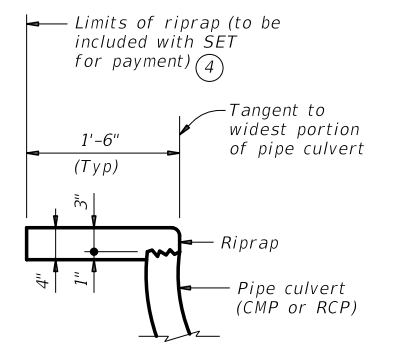 Limits of riprap (to be
included with SET
for payment) 4
Tangent to
widest portion
of pipe culvert
1'-6"
(Typ)
3"
Riprap
4"
1"
Pipe culvert
(CMP or RCP)